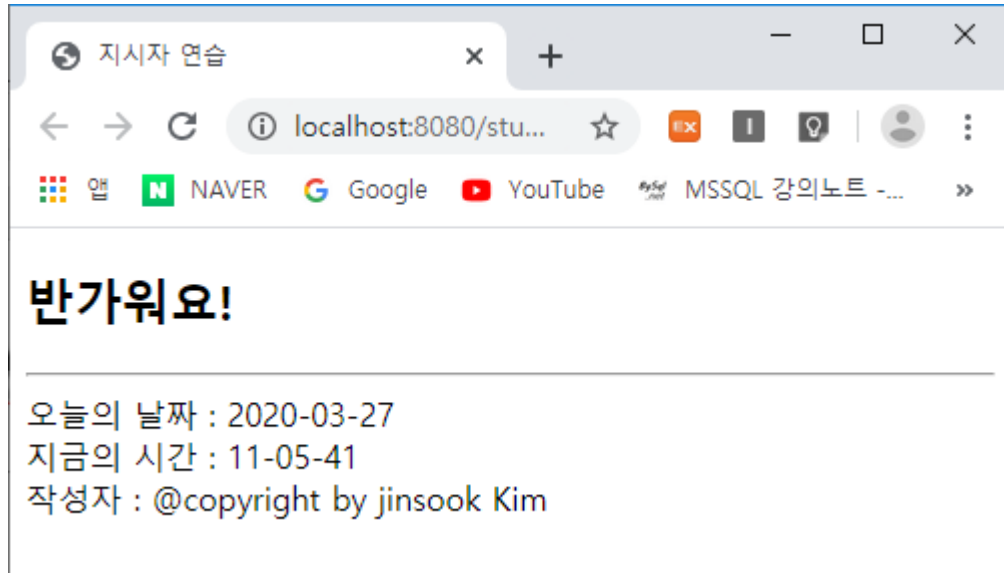 지시자 연습
localhost:8080/stu...
앱 NAVER Google YouTube MSSQL 강의노트 -...
반가워요!
오늘의 날짜 : 2020-03-27
지금의 시간 : 11-05-41
작성자 : @copyright by jinsook Kim